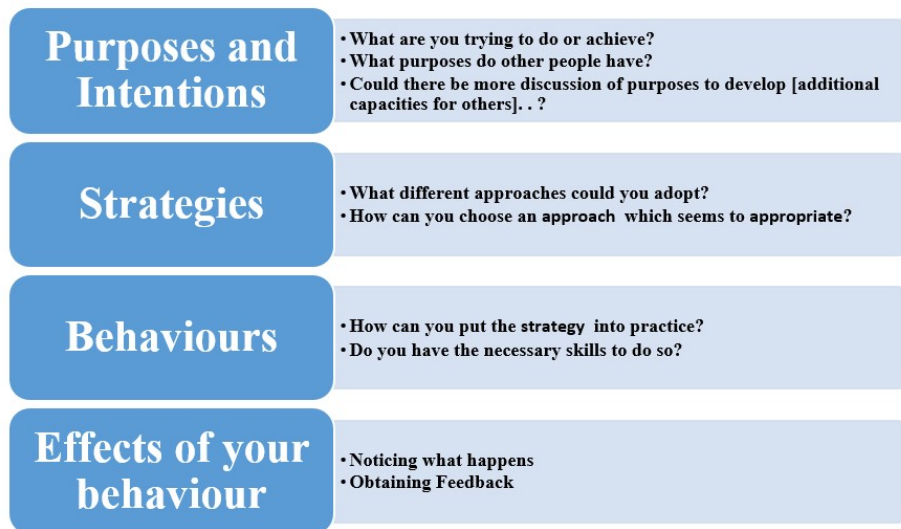 Purposes and
Intentions
• What are you trying to do or achieve?
• What purposes do other people have?
• Could there be more discussion of purposes to develop [additional
capacities for others]. . ?
Strategies
• What different approaches could you adopt?
• How can you choose an approach which seems to appropriate?
Behaviours
• How can you put the strategy into practice?
• Do you have the necessary skills to do so?
Effects of your
behaviour
• Noticing what happens
• Obtaining Feedback